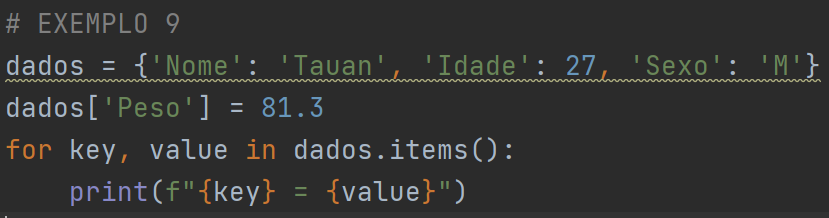 # EXEMPLO 9
dados = {'Nome': 'Tauan', 'Idade': 27, 'Sexo': 'M'}
dados['Peso'] = 81.3
for key, value in dados.items():
    print(f"{key} = {value}")